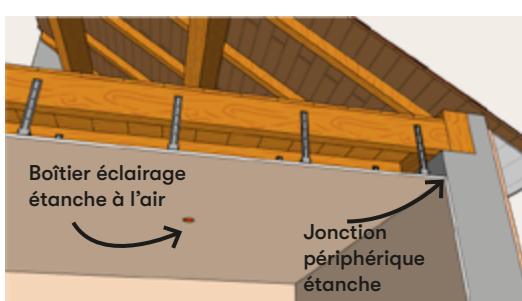 Boîtier éclairage
étanche à l’air
Jonction
périphérique
étanche